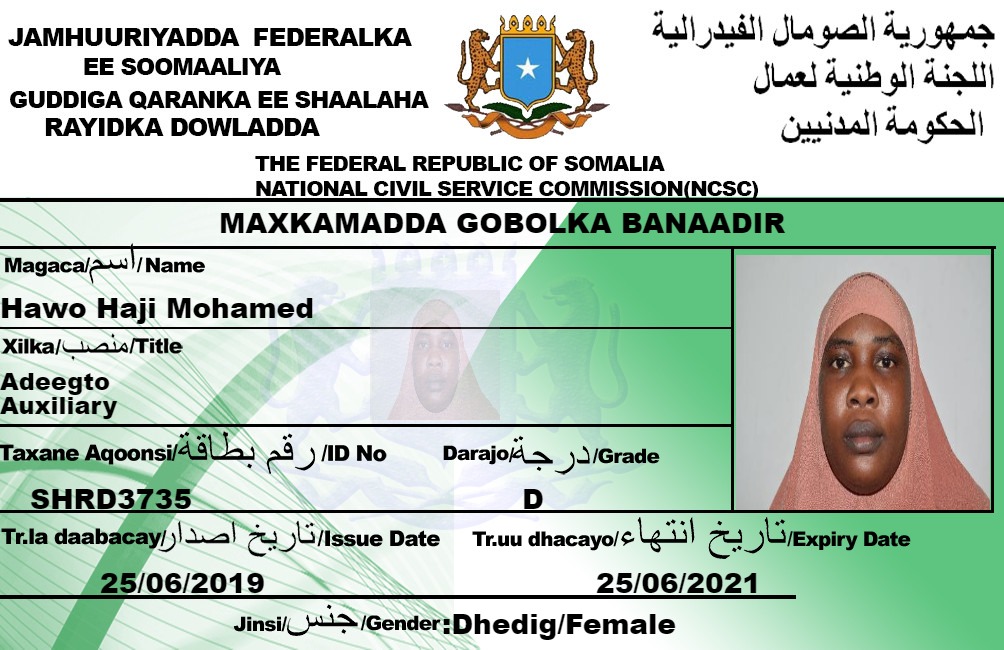 JAMHUURIYADDA FEDERALKA
EE SOOMAALIYA
GUDDIGA QARANKA EE SHAALAHA
RAYIDKA DOWLADDA
جمهورية الصومال الفيدرالية
اللجنة الوطنية لعمال
الحكومة المدنيين
THE FEDERAL REPUBLIC OF SOMALIA
NATIONAL CIVIL SERVICE COMMISSION(NCSC)
MAXKAMADDA GOBOLKA BANAADIR
Magaca/اسم/Name
Hawo Haji Mohamed
Xilka/منصب/Title
Adeegto
Auxiliary
Taxane Aqoonsi/رقم بطاقة/ID No
Darajo/درجة/Grade
SHRD3735
D
Tr.la daabacay/تاريخ اصدار/Issue Date
Tr.uu dhacayo/تاريخ انتهاء/Expiry Date
25/06/2019
25/06/2021
Jinsi/جنس/Gender:Dhedig/Female